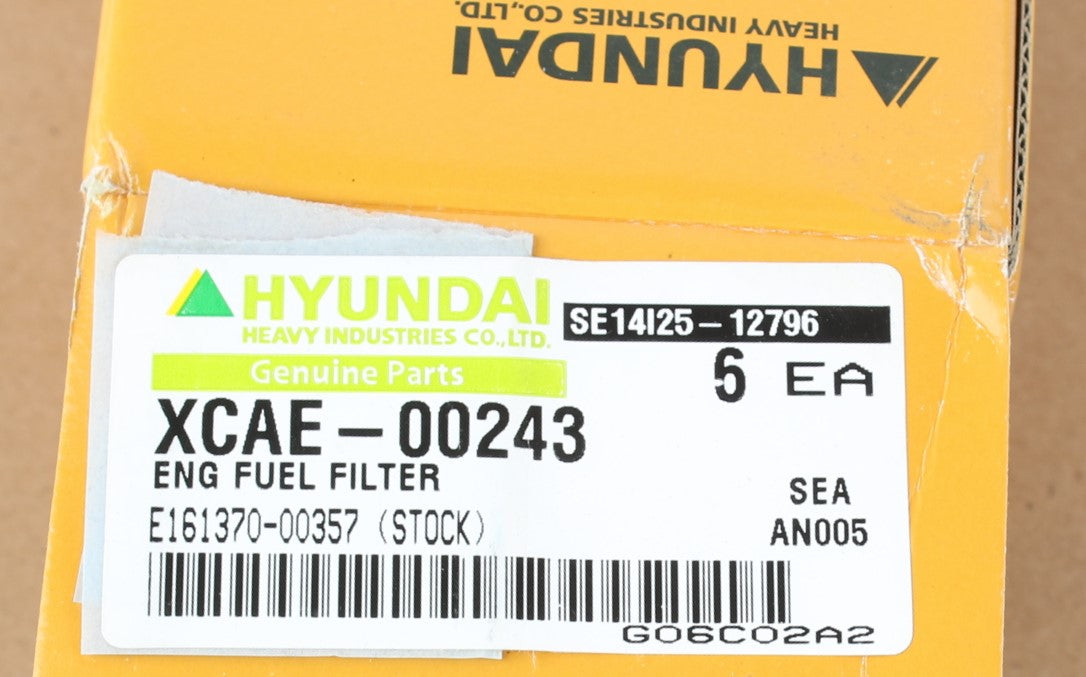 HYUNDAI
HEAVY INDUSTRIES CO.,LTD.
HYUNDAI
HEAVY INDUSTRIES CO.,LTD.
SE14I25-12796
Genuine Parts
6 EA
XCAE-00243
ENG FUEL FILTER
SEA
E161370-00357 (STOCK)
AN005
G06C02A2